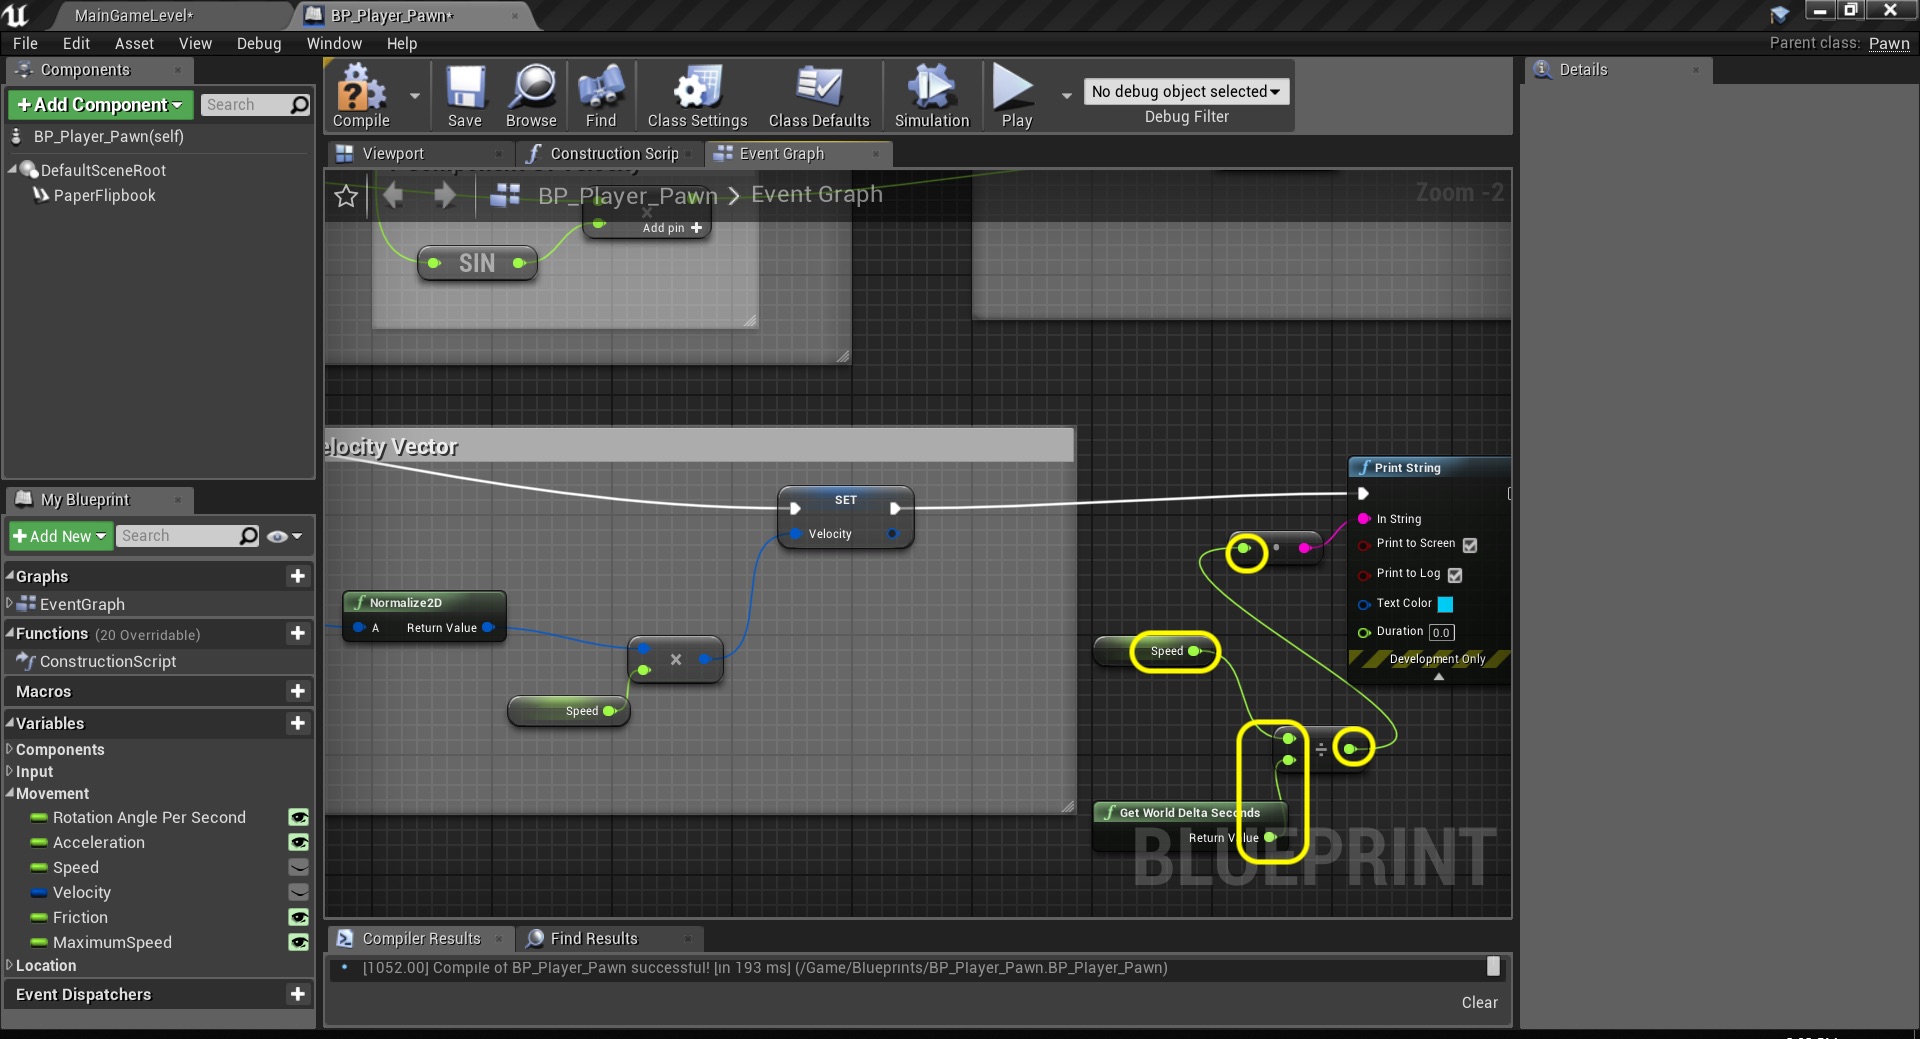 MainGameLevel*
BP_Player_Pawn*
File Edit Asset View Debug Window Help
Parent class: Pawn
Components
+Add Component
Search
BP_Player_Pawn(self)
DefaultSceneRoot
PaperFlipbook
Compile
Save
Browse
Find
Class Settings
Class Defaults
Simulation
Play
No debug object selected
Debug Filter
Details
Viewport
Construction Scrip
Event Graph
BP_Player_Pawn > Event Graph
Zoom -2
×
Add pin +
SIN
elocity Vector
SET
Velocity
Normalize2D
A Return Value
×
Speed
Print String
In String
Print to Screen
Print to Log
Text Color
Duration 0.0
Development Only
Speed
÷
Get World Delta Seconds
Return Value
BLUEPRINT
My Blueprint
+Add New
Search
Graphs
EventGraph
Functions (20 Overridable)
ConstructionScript
Macros
Variables
Components
Input
Movement
Rotation Angle Per Second
Acceleration
Speed
Velocity
Friction
MaximumSpeed
Location
Event Dispatchers
Compiler Results
Find Results
[1052.00] Compile of BP_Player_Pawn successful! [in 193 ms] (/Game/Blueprints/BP_Player_Pawn.BP_Player_Pawn)
Clear